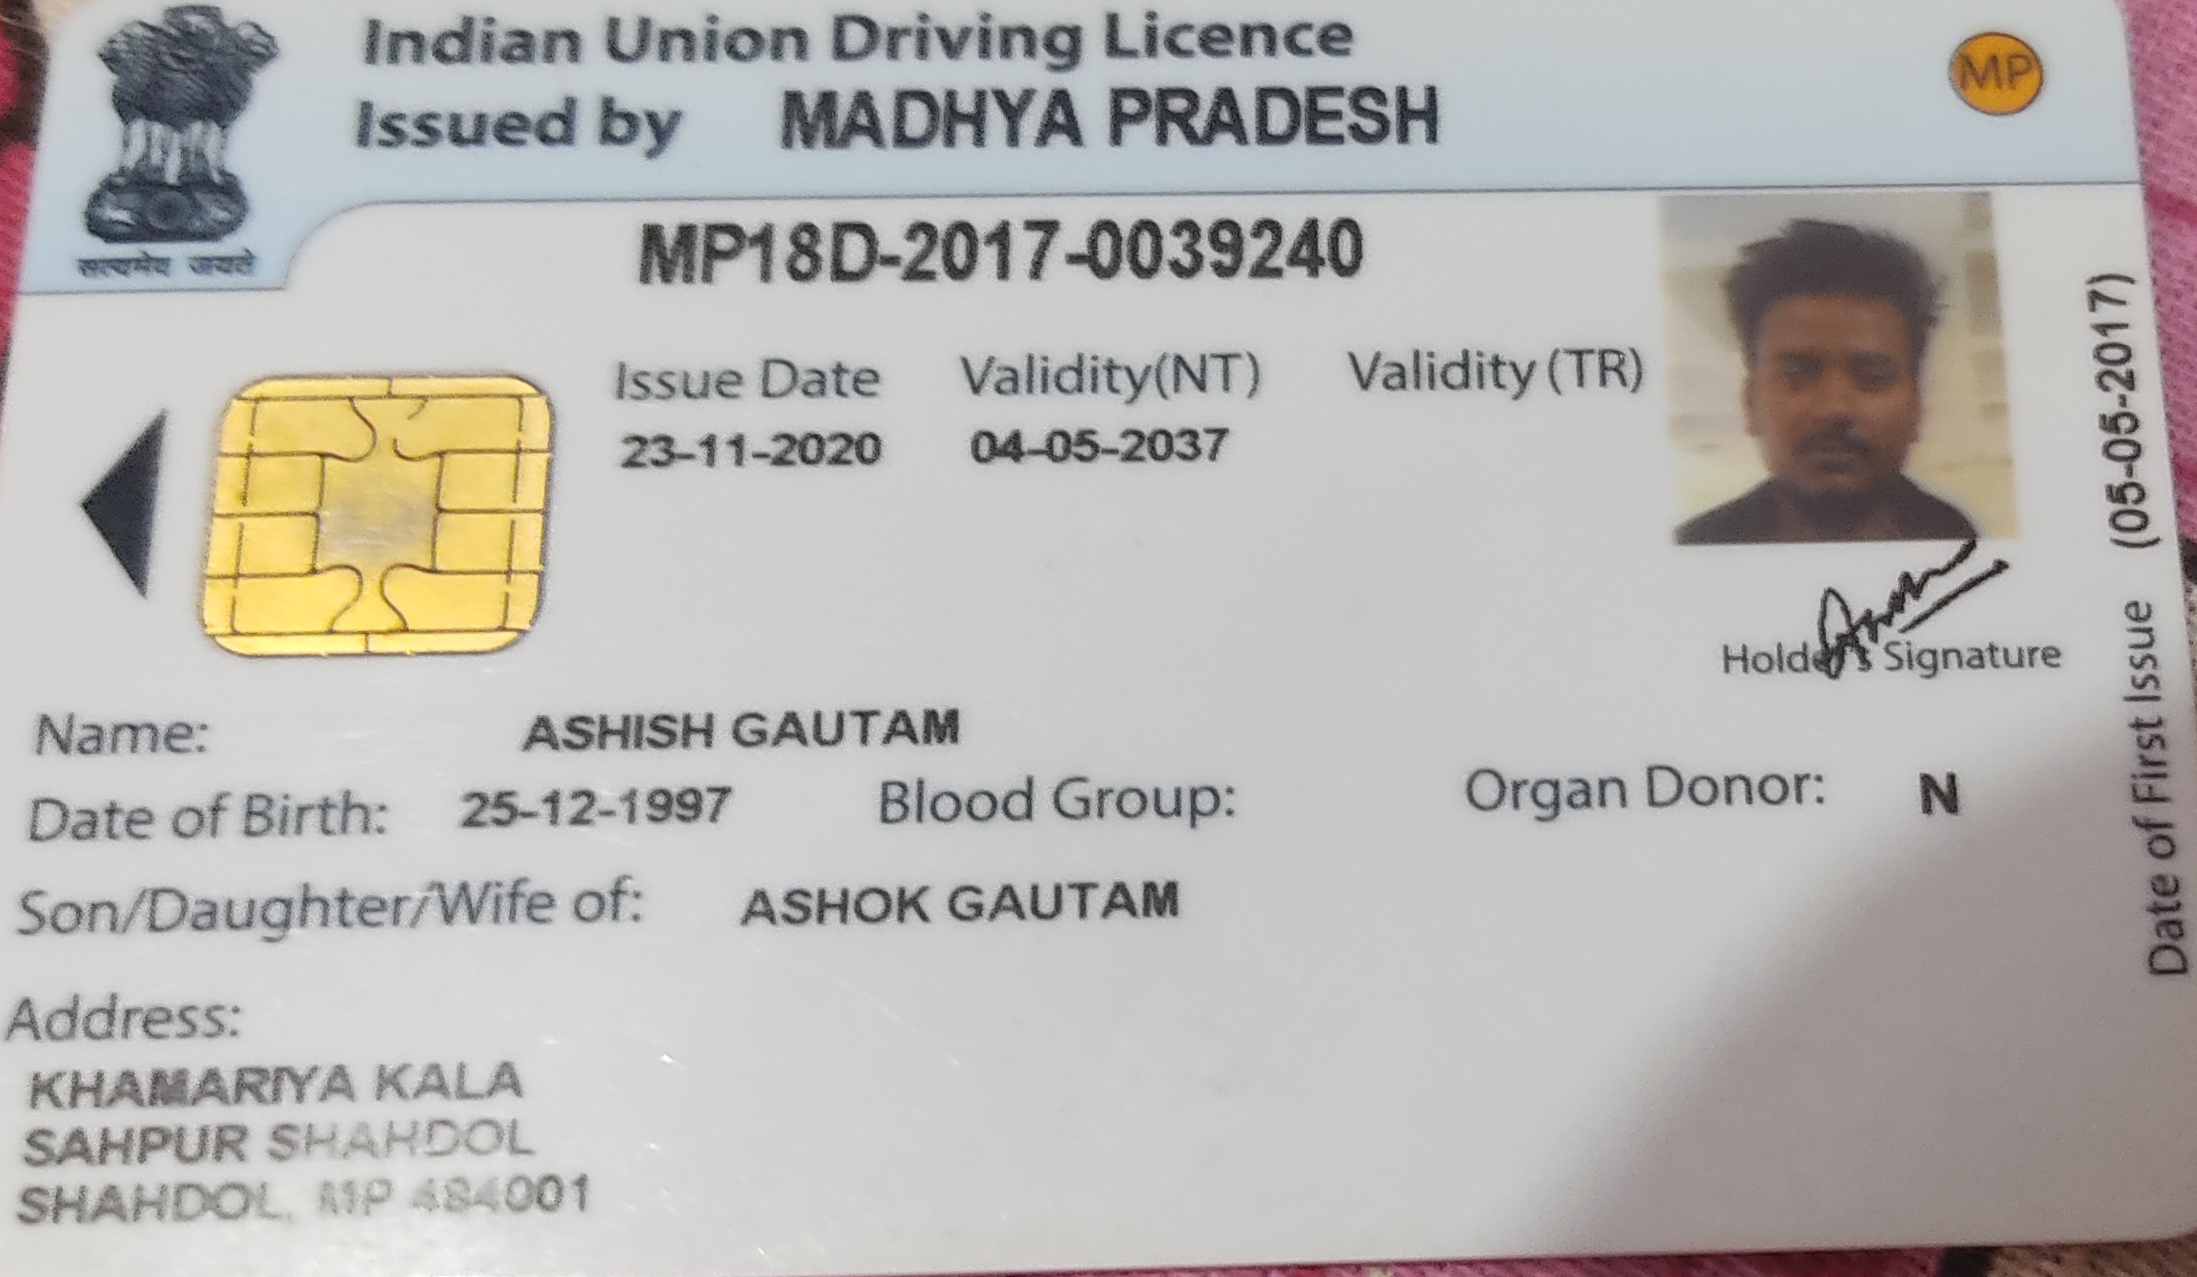 Indian Union Driving Licence
Issued by MADHYA PRADESH
MP
सत्यमेव जयते
MP18D-2017-0039240
Issue Date Validity(NT) Validity (TR)
23-11-2020 04-05-2037
Holder's Signature
Date of First Issue (05-05-2017)
Name: ASHISH GAUTAM
Date of Birth: 25-12-1997 Blood Group: Organ Donor: N
Son/Daughter/Wife of: ASHOK GAUTAM
Address:
KHAMARIYA KALA
SAHPUR SHAHDOL
SHAHDOL, MP 484001